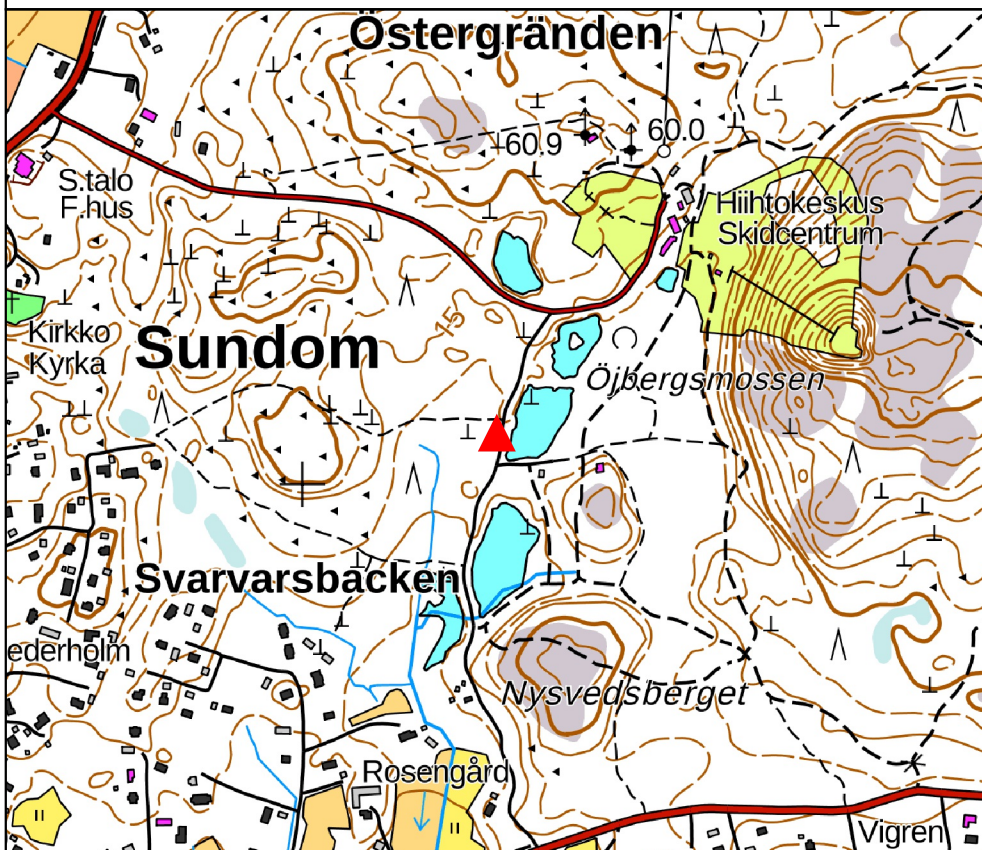 Östergränden
60.0
60.9
S.talo
F.hus
Hiihtokeskus
Skidcentrum
15
Kirkko
Kyrka
Sundom
Öjbergsmossen
Svarvarsbacken
ederholm
Nysvedsberget
Rosengård
Vigren